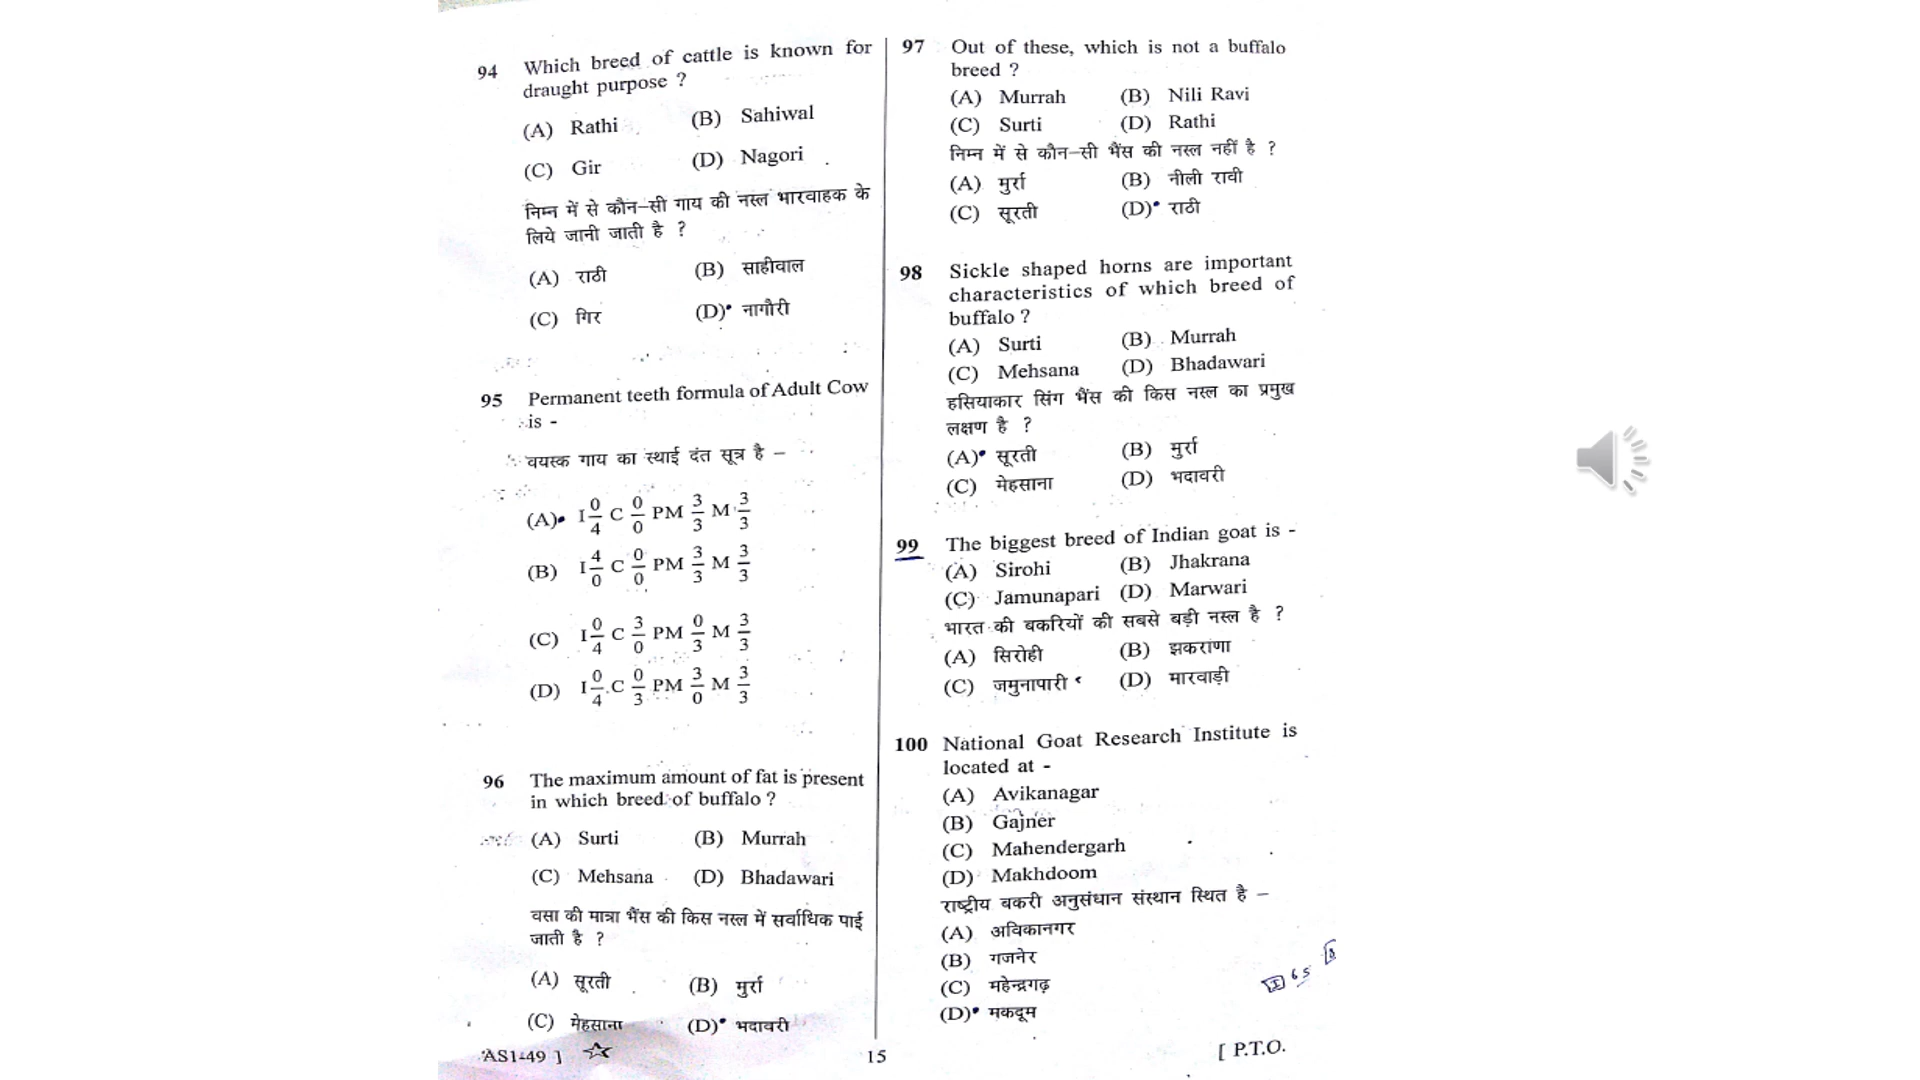 94 Which breed of cattle is known for
draught purpose ?
(A) Rathi (B) Sahiwal
(C) Gir (D) Nagori
निम्न में से कौन-सी गाय की नस्ल भारवाहक के
लिये जानी जाती है ?
(A) राठी (B) साहीवाल
(C) गिर (D) नागौरी
95 Permanent teeth formula of Adult Cow
is -
वयस्क गाय का स्थाई दंत सूत्र है –
(A) I 0/4 C 0/0 PM 3/3 M 3/3
(B) I 4/0 C 0/0 PM 3/3 M 3/3
(C) I 0/4 C 3/0 PM 0/3 M 3/3
(D) I 0/4 C 0/3 PM 3/0 M 3/3
96 The maximum amount of fat is present
in which breed of buffalo ?
(A) Surti (B) Murrah
(C) Mehsana (D) Bhadawari
वसा की मात्रा भैंस की किस नस्ल में सर्वाधिक पाई
जाती है ?
(A) सूरती (B) मुर्रा
(C) मेहसाना (D) भदावरी
97 Out of these, which is not a buffalo
breed ?
(A) Murrah (B) Nili Ravi
(C) Surti (D) Rathi
निम्न में से कौन-सी भैंस की नस्ल नहीं है ?
(A) मुर्रा (B) नीली रावी
(C) सूरती (D) राठी
98 Sickle shaped horns are important
characteristics of which breed of
buffalo ?
(A) Surti (B) Murrah
(C) Mehsana (D) Bhadawari
हसियाकार सिंग भैंस की किस नस्ल का प्रमुख
लक्षण है ?
(A) सूरती (B) मुर्रा
(C) मेहसाना (D) भदावरी
99 The biggest breed of Indian goat is -
(A) Sirohi (B) Jhakrana
(C) Jamunapari (D) Marwari
भारत की बकरियों की सबसे बड़ी नस्ल है ?
(A) सिरोही (B) झकराणा
(C) जमुनापारी (D) मारवाड़ी
100 National Goat Research Institute is
located at -
(A) Avikanagar
(B) Gajner
(C) Mahendergarh
(D) Makhdoom
राष्ट्रीय बकरी अनुसंधान संस्थान स्थित है –
(A) अविकानगर
(B) गजनेर
(C) महेन्द्रगढ़
(D) मकदूम
65
AS1-49 ] 15 [ P.T.O.